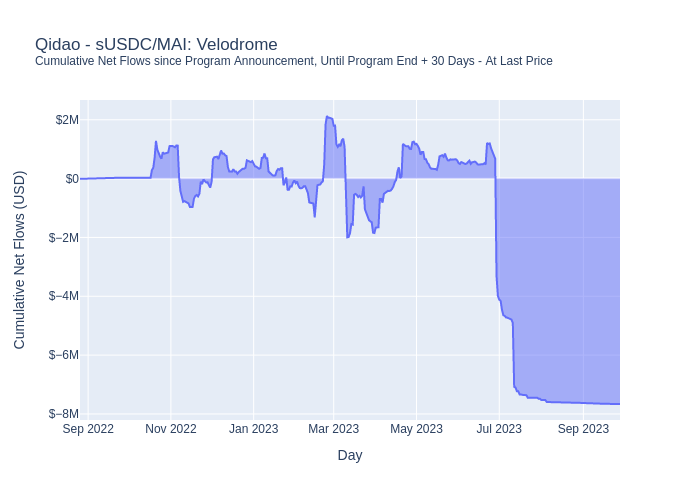 Qidao - sUSDC/MAI: Velodrome
Cumulative Net Flows since Program Announcement, Until Program End + 30 Days - At Last Price
Cumulative Net Flows (USD)
$2M
$0
$−2M
$−4M
$−6M
$−8M
Sep 2022 Nov 2022 Jan 2023 Mar 2023 May 2023 Jul 2023 Sep 2023
Day